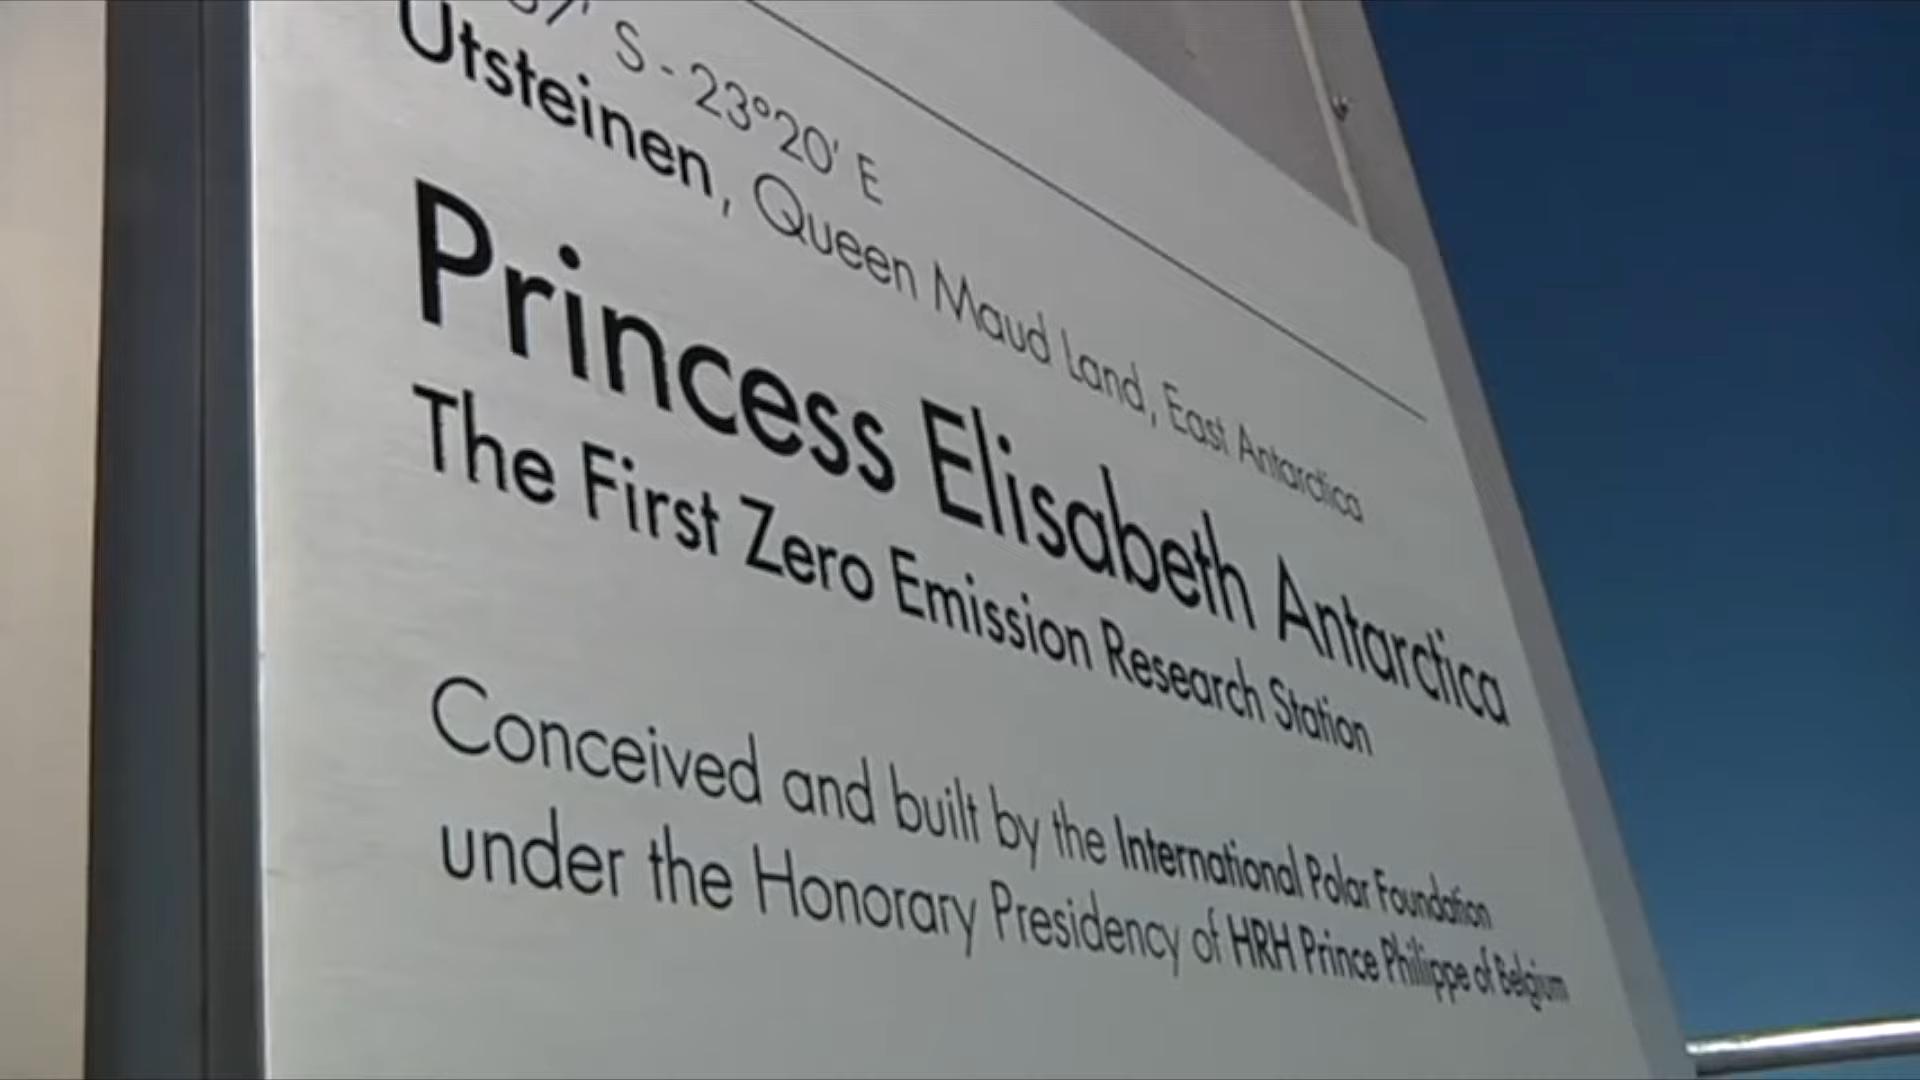 S - 23°20' E
Utsteinen, Queen Maud Land, East Antarctica
Princess Elisabeth Antarctica
The First Zero Emission Research Station
Conceived and built by the International Polar Foundation
under the Honorary Presidency of HRH Prince Philippe of Belgium